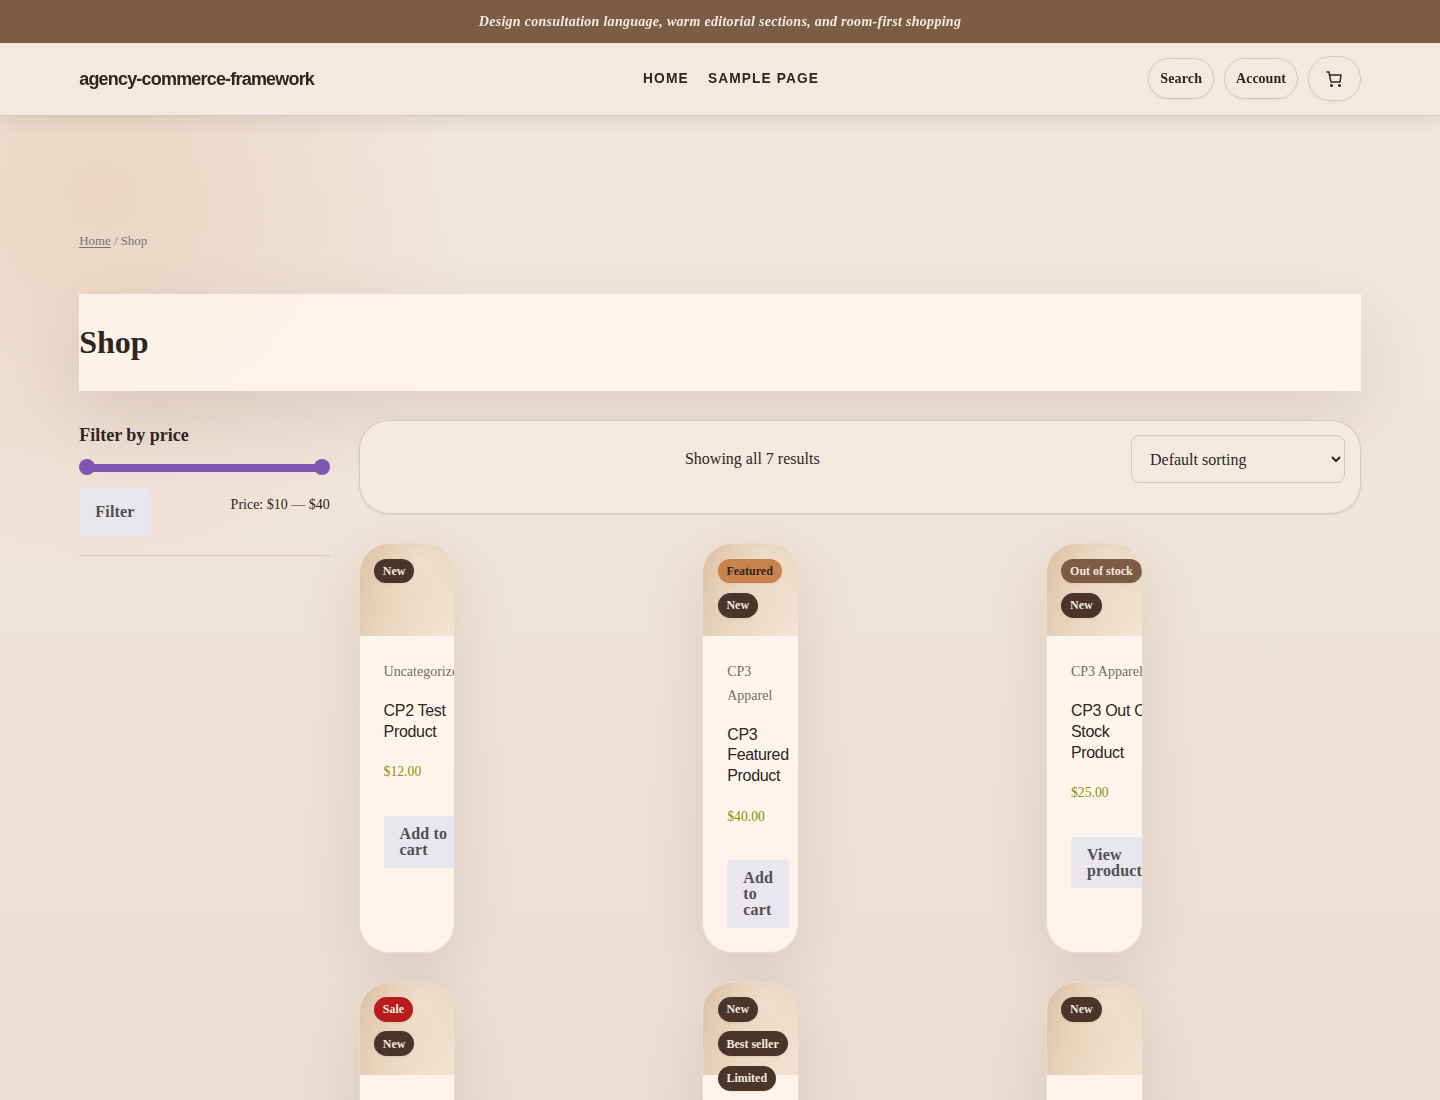 Design consultation language, warm editorial sections, and room-first shopping
agency-commerce-framework
HOME
SAMPLE PAGE
Search
Account
Home / Shop
Shop
Filter by price
Filter
Price: $10 — $40
Showing all 7 results
Default sorting
New
Uncategorize
CP2 Test
Product
$12.00
Add to
cart
Featured
New
CP3
Apparel
CP3
Featured
Product
$40.00
Add
to
cart
Out of stock
New
CP3 Apparel
CP3 Out O
Stock
Product
$25.00
View
product
Sale
New
New
Best seller
Limited
New